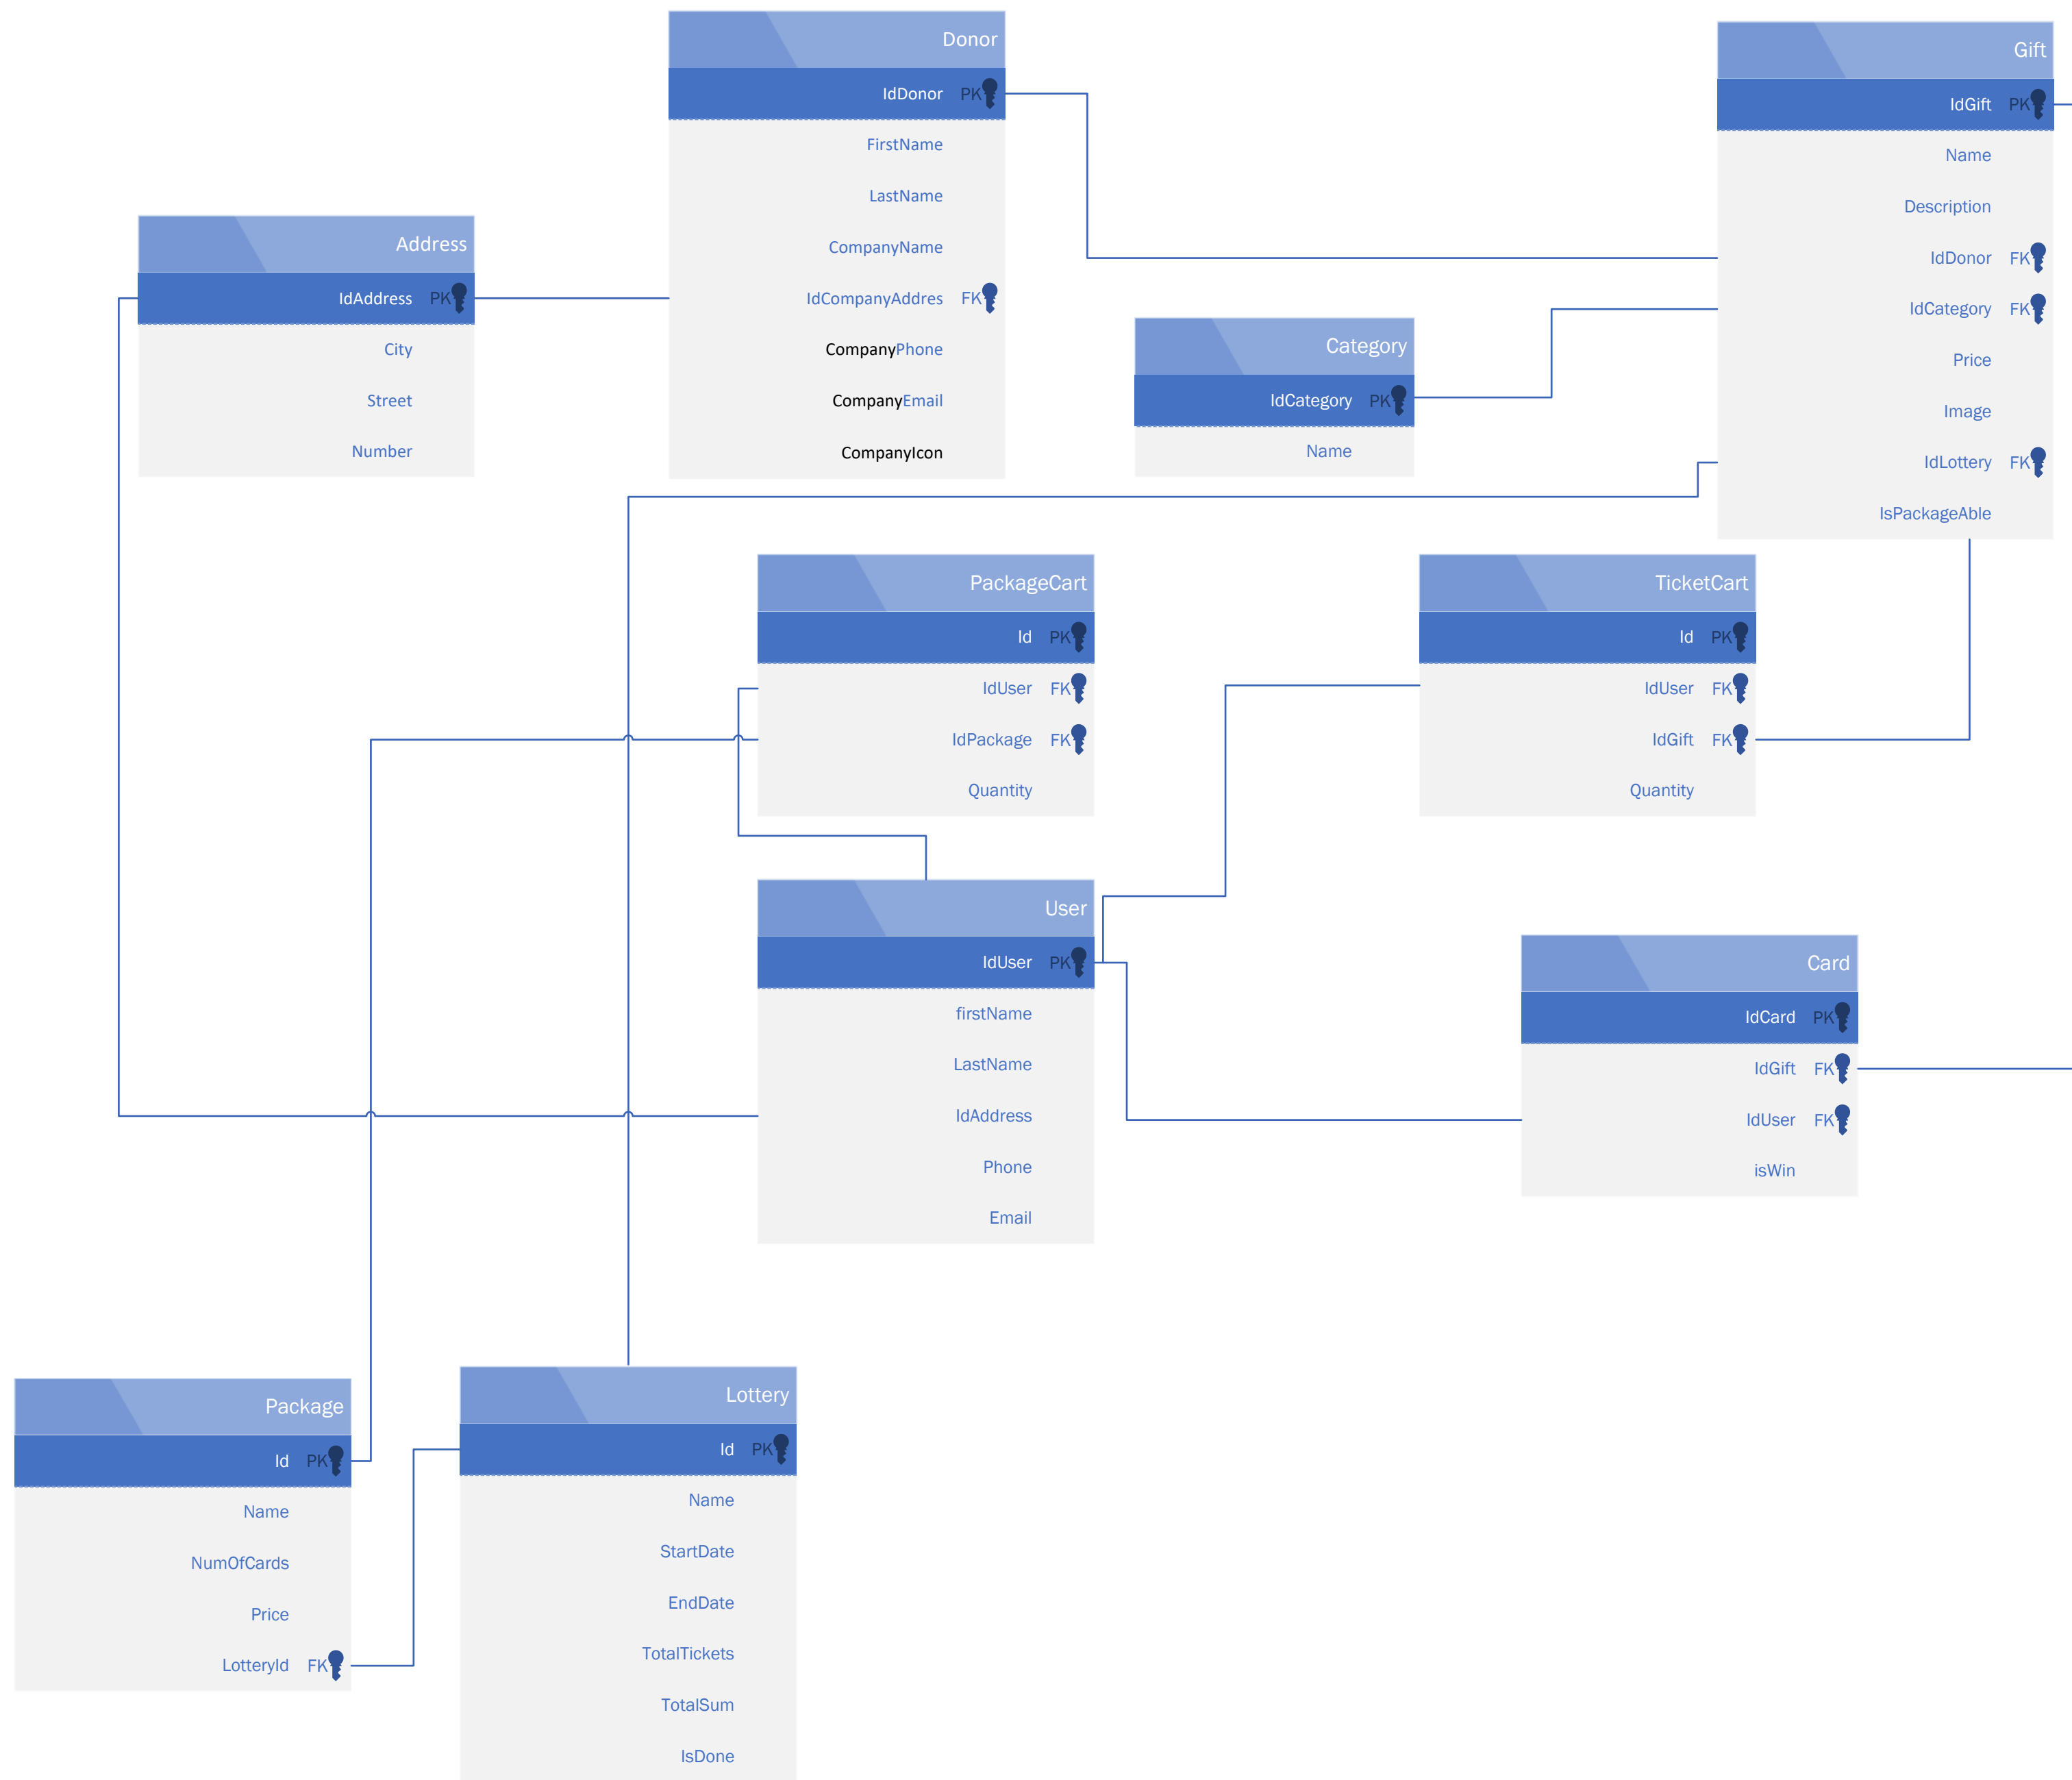 Donor
IdDonor PK
FirstName
LastName
CompanyName
IdCompanyAddres FK
CompanyPhone
CompanyEmail
CompanyIcon
Gift
IdGift PK
Name
Description
IdDonor FK
IdCategory FK
Price
Image
IdLottery FK
IsPackageAble
Address
IdAddress PK
City
Street
Number
Category
IdCategory PK
Name
PackageCart
Id PK
IdUser FK
IdPackage FK
Quantity
TicketCart
Id PK
IdUser FK
IdGift FK
Quantity
User
IdUser PK
firstName
LastName
IdAddress
Phone
Email
Card
IdCard PK
IdGift FK
IdUser FK
isWin
Package
Id PK
Name
NumOfCards
Price
LotteryId FK
Lottery
Id PK
Name
StartDate
EndDate
TotalTickets
TotalSum
IsDone